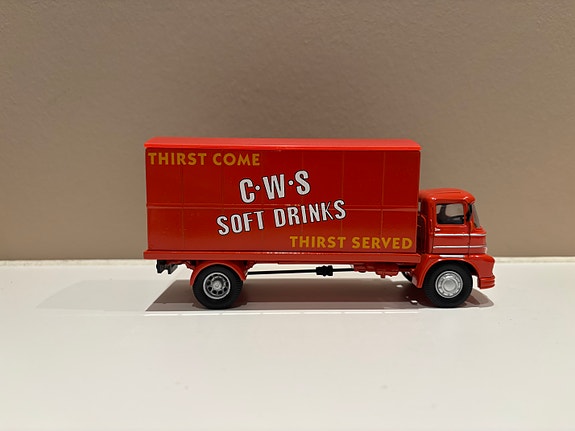 THIRST COME
C·W·S
SOFT DRINKS
THIRST SERVED